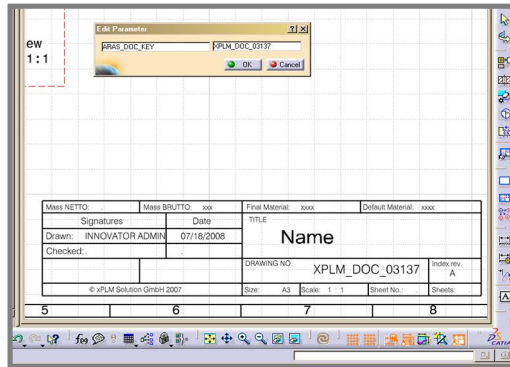 Edit Parameter
ARAS_DOC_KEY XPLM_DOC_03137
OK Cancel
ew
1:1
Mass NETTO: . Mass BRUTTO: xxx Final Material: xxxx Default Material: xxxx
Signatures Date TITLE
Drawn: INNOVATOR ADMIN 07/18/2008 Name
Checked:. .
DRAWING NO. XPLM_DOC_03137 Index rev. A
© xPLM Solution GmbH 2007 Size: A3 Scale: 1 : 1 Sheet No.: . Sheets: .
5 6 7 8
f(x)
CATIA